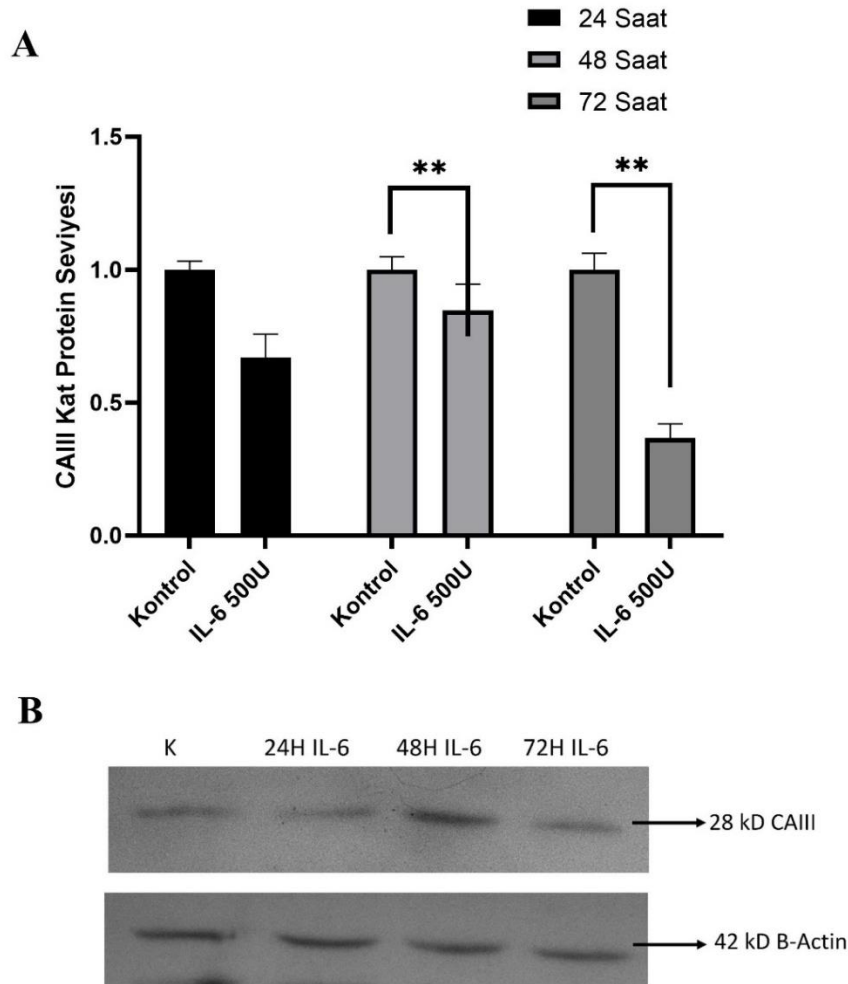 A
24 Saat
48 Saat
72 Saat
CAIII Kat Protein Seviyesi
1.5
1.0
0.5
0.0
**
**
Kontrol
IL-6 500U
Kontrol
IL-6 500U
Kontrol
IL-6 500U
B
K 24H IL-6 48H IL-6 72H IL-6
28 kD CAIII
42 kD B-Actin